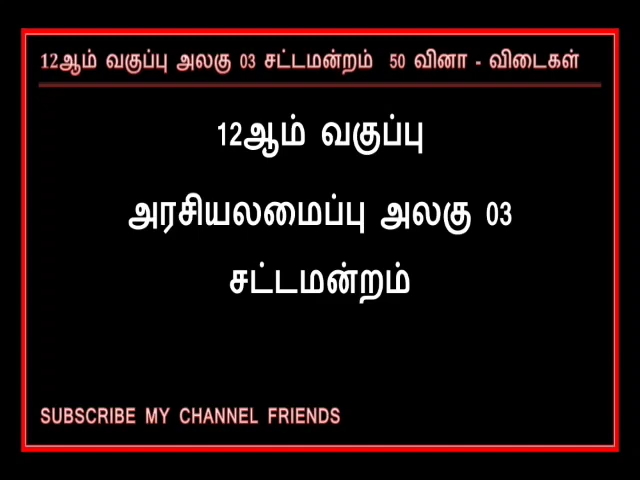 12ஆம் வகுப்பு அலகு 03 சட்டமன்றம் 50 வினா - விடைகள்
12ஆம் வகுப்பு
அரசியலமைப்பு அலகு 03
சட்டமன்றம்
SUBSCRIBE MY CHANNEL FRIENDS